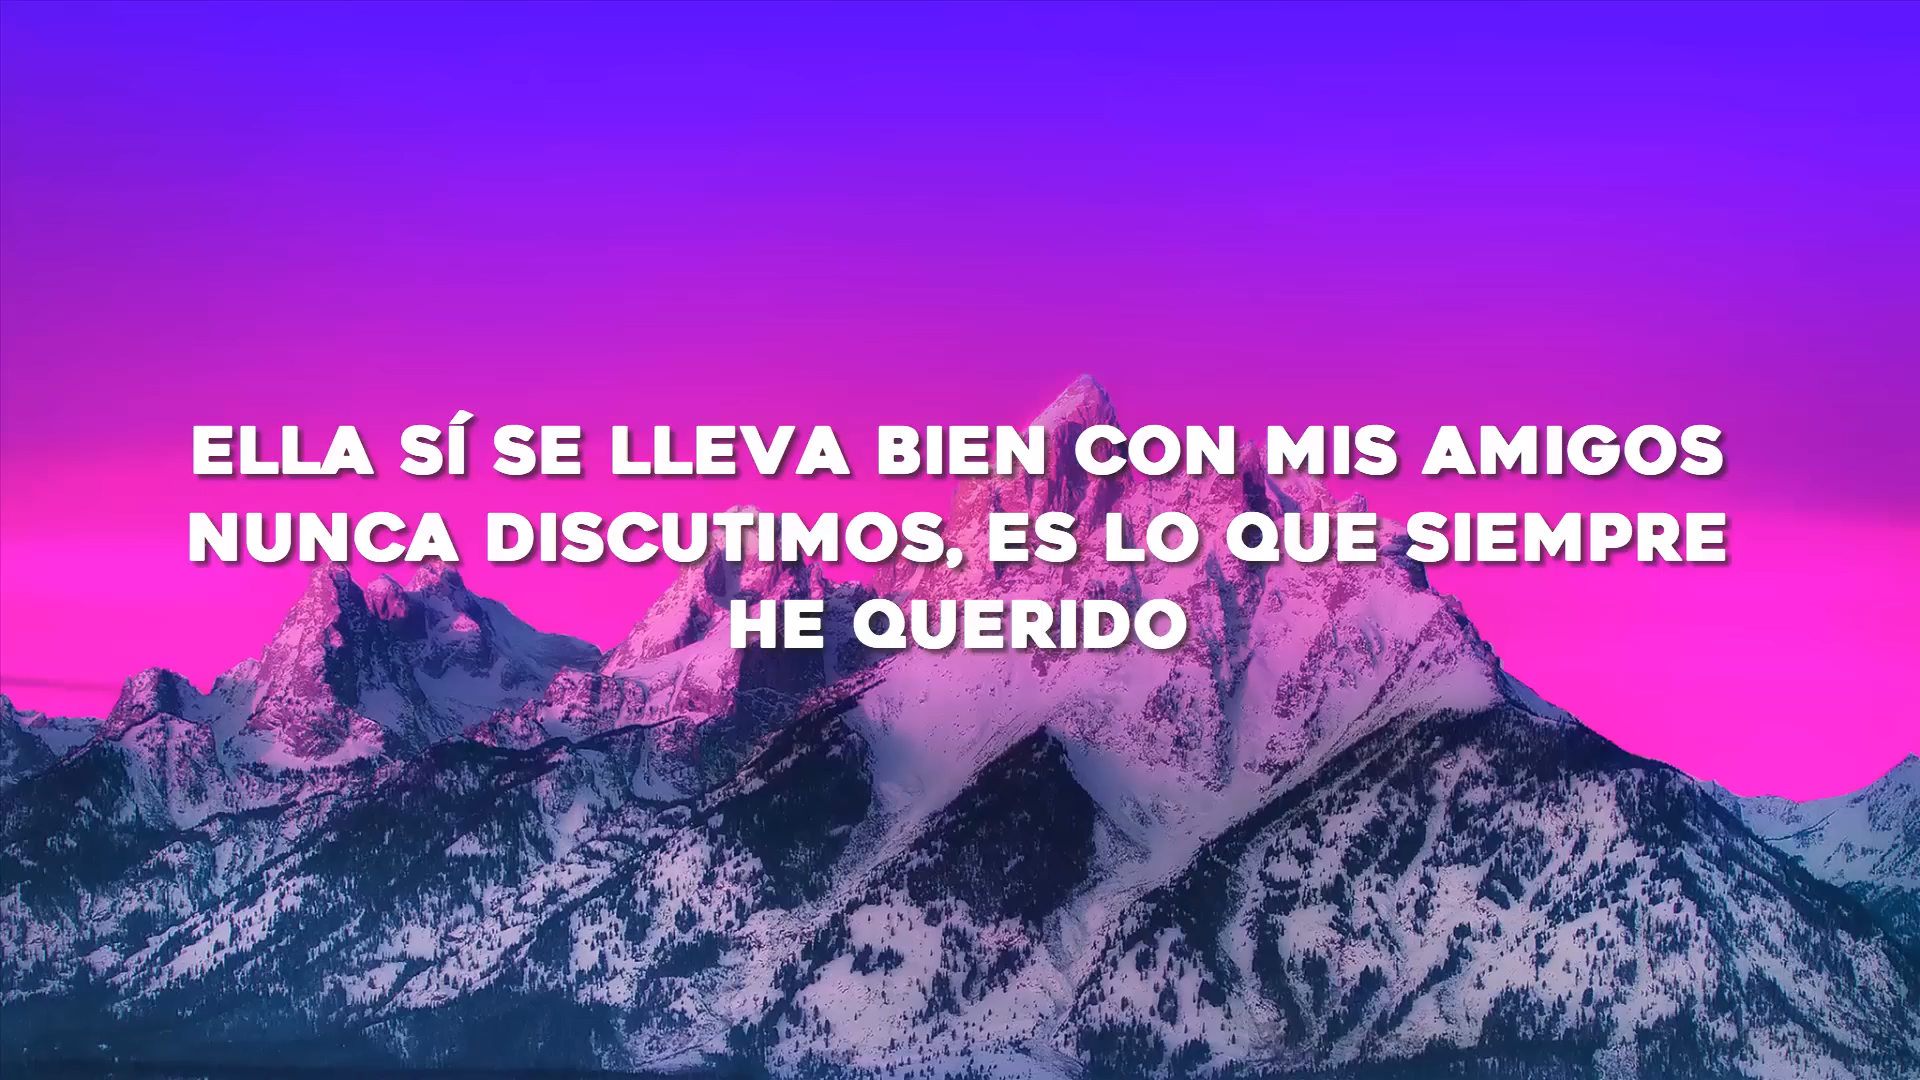 ELLA SÍ SE LLEVA BIEN CON MIS AMIGOS
NUNCA DISCUTIMOS, ES LO QUE SIEMPRE
HE QUERIDO